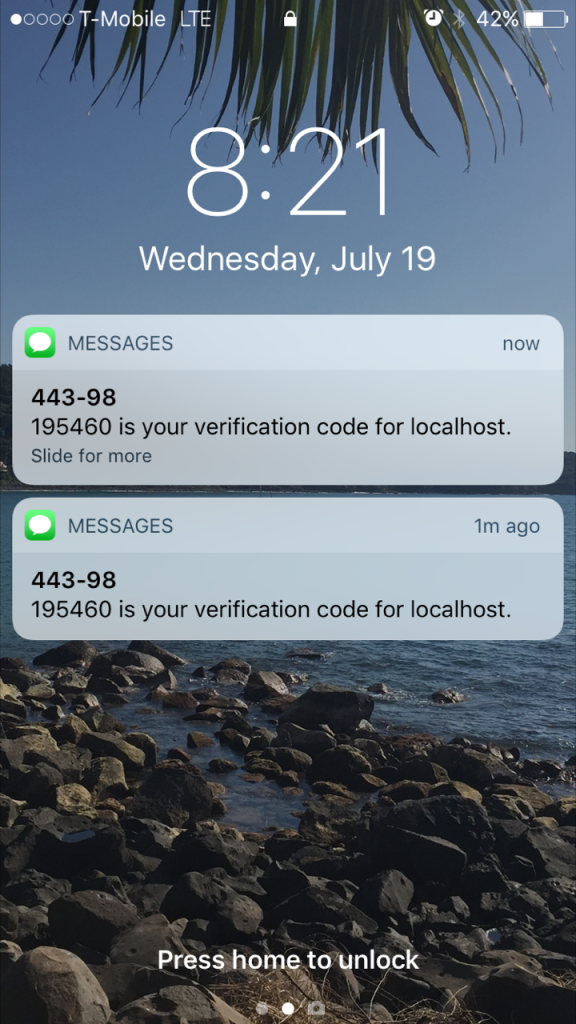 T-Mobile LTE 42%
8:21
Wednesday, July 19
MESSAGES now
443-98
195460 is your verification code for localhost.
Slide for more
MESSAGES 1m ago
443-98
195460 is your verification code for localhost.
Press home to unlock